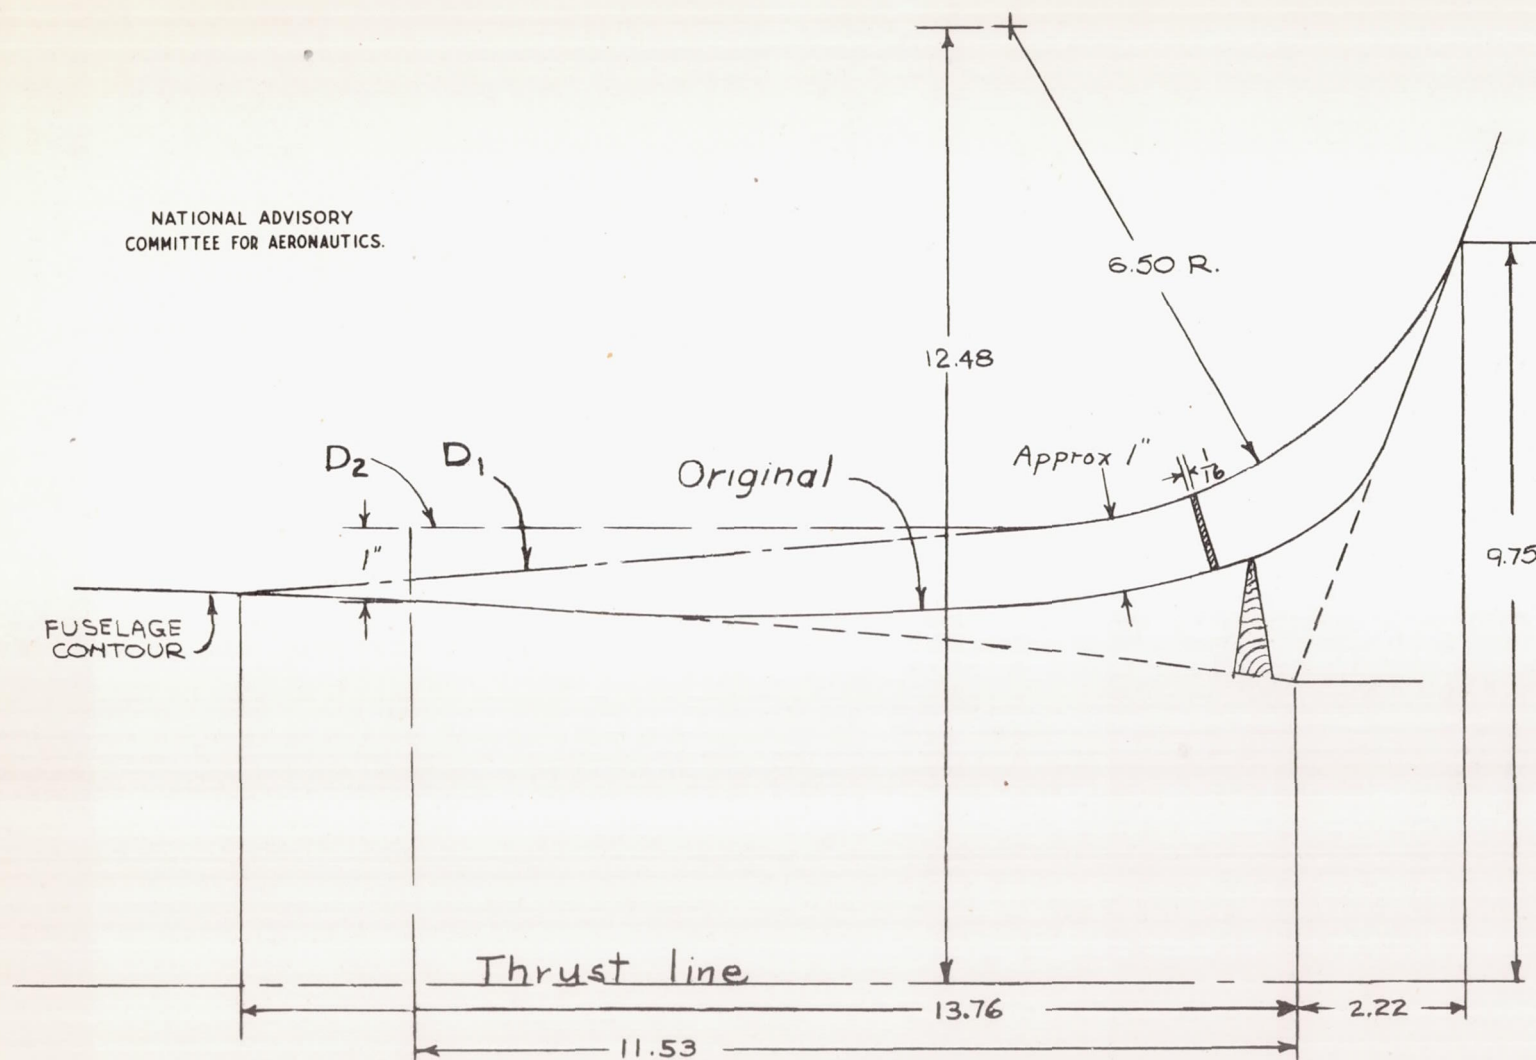 NATIONAL ADVISORY
COMMITTEE FOR AERONAUTICS.
6.50 R.
12.48
D2
D1
Original
Approx 1"
1/16
1"
9.75
FUSELAGE
CONTOUR
Thrust line
13.76
2.22
11.53